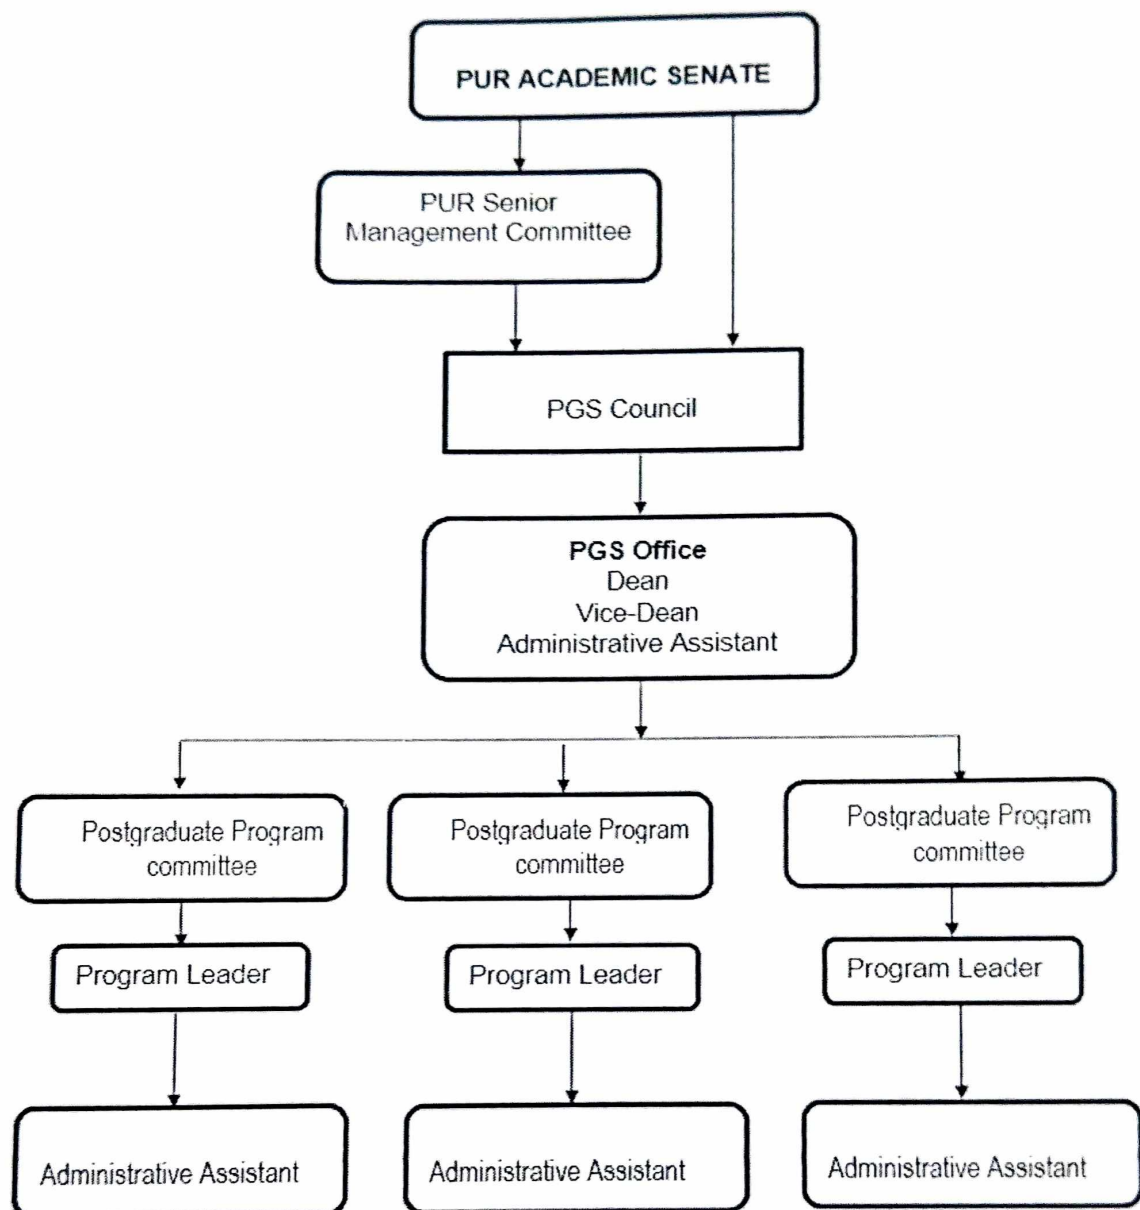 PUR ACADEMIC SENATE
PUR Senior
Management Committee
PGS Council
PGS Office
Dean
Vice-Dean
Administrative Assistant
Postgraduate Program
committee
Postgraduate Program
committee
Postgraduate Program
committee
Program Leader
Program Leader
Program Leader
Administrative Assistant
Administrative Assistant
Administrative Assistant